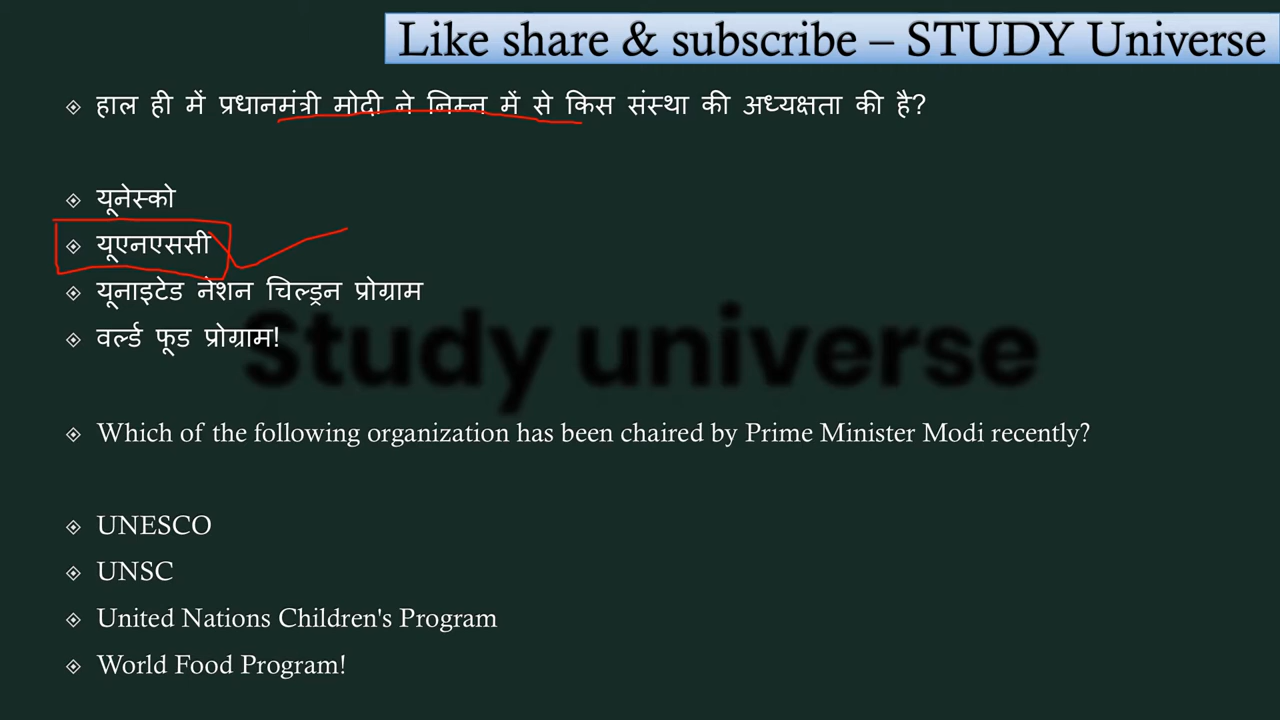 Like share & subscribe – STUDY Universe
हाल ही में प्रधानमंत्री मोदी ने निम्न में से किस संस्था की अध्यक्षता की है?
यूनेस्को
यूएनएससी
यूनाइटेड नेशन चिल्ड्रन प्रोग्राम
वर्ल्ड फूड प्रोग्राम!
Study universe
Which of the following organization has been chaired by Prime Minister Modi recently?
UNESCO
UNSC
United Nations Children's Program
World Food Program!